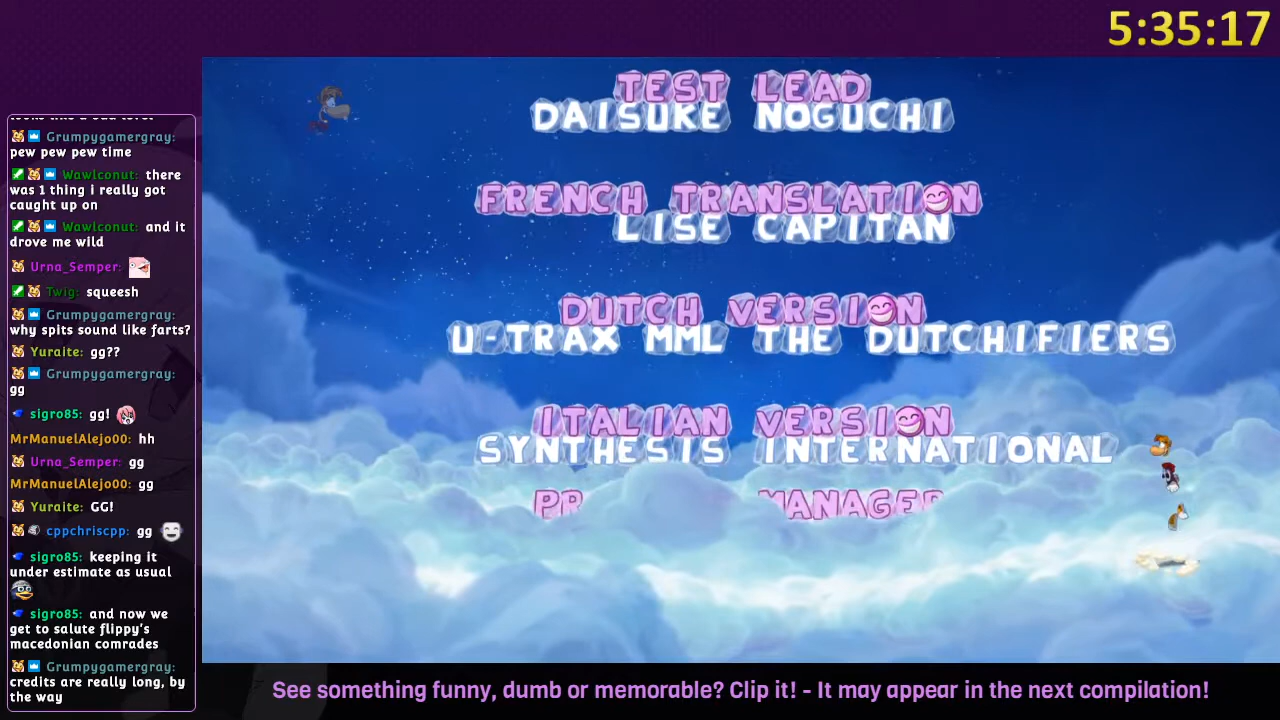 5:35:17
Grumpygamergray:
pew pew pew time
Wawlconut: there
was 1 thing i really got
caught up on
Wawlconut: and it
drove me wild
Urna_Semper:
Twig: squeesh
Grumpygamergray:
why spits sound like farts?
Yuraite: gg??
Grumpygamergray:
gg
sigro85: gg!
MrManuelAlejo00: hh
Urna_Semper: gg
MrManuelAlejo00: gg
Yuraite: GG!
cppchriscpp: gg
sigro85: keeping it
under estimate as usual
sigro85: and now we
get to salute flippy's
macedonian comrades
Grumpygamergray:
credits are really long, by
the way
TEST LEAD
DAISUKE NOGUCHI
FRENCH TRANSLATION
LISE CAPITAN
DUTCH VERSION
U-TRAX MML THE DUTCHIFIERS
ITALIAN VERSION
SYNTHESIS INTERNATIONAL
PR MANAGER
See something funny, dumb or memorable? Clip it! - It may appear in the next compilation!